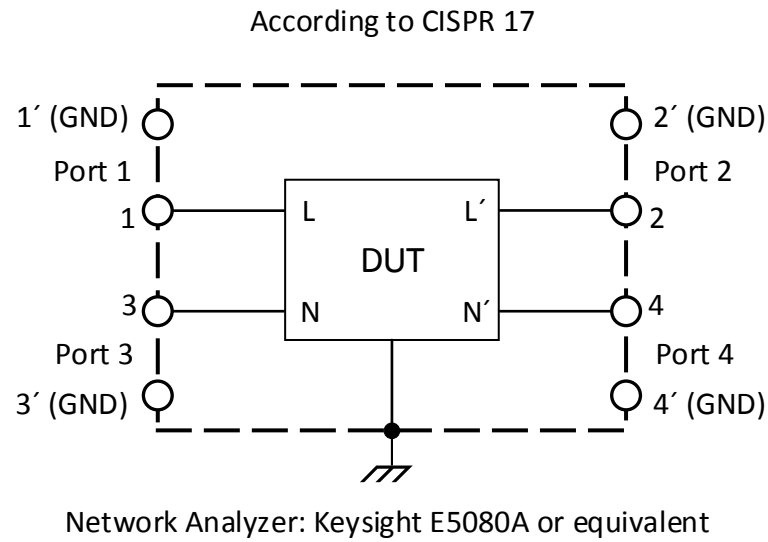 According to CISPR 17
1´ (GND)
2´ (GND)
Port 1
Port 2
1
L
L´
2
DUT
3
N
N´
4
Port 3
Port 4
3´ (GND)
4´ (GND)
Network Analyzer: Keysight E5080A or equivalent